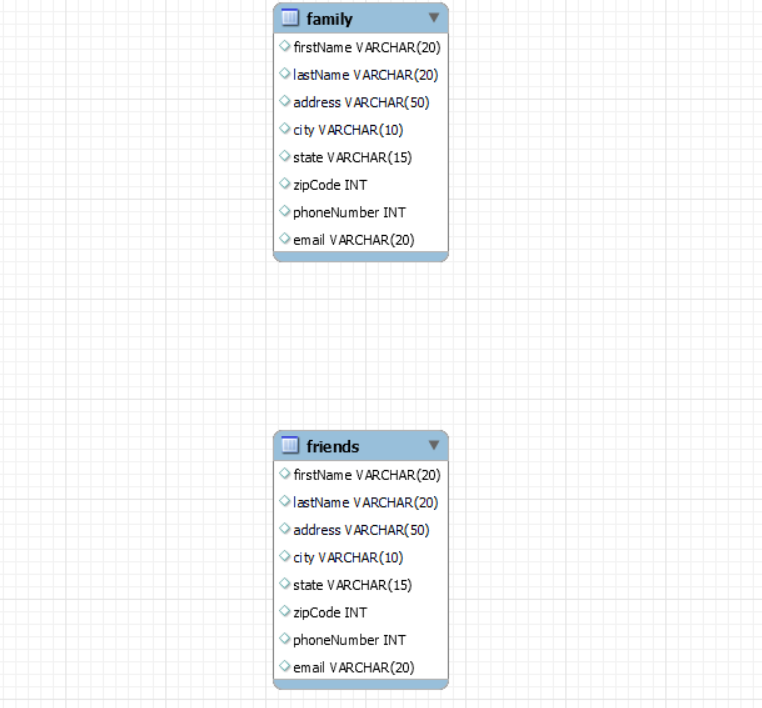 family
firstName VARCHAR(20)
lastName VARCHAR(20)
address VARCHAR(50)
city VARCHAR(10)
state VARCHAR(15)
zipCode INT
phoneNumber INT
email VARCHAR(20)
friends
firstName VARCHAR(20)
lastName VARCHAR(20)
address VARCHAR(50)
city VARCHAR(10)
state VARCHAR(15)
zipCode INT
phoneNumber INT
email VARCHAR(20)